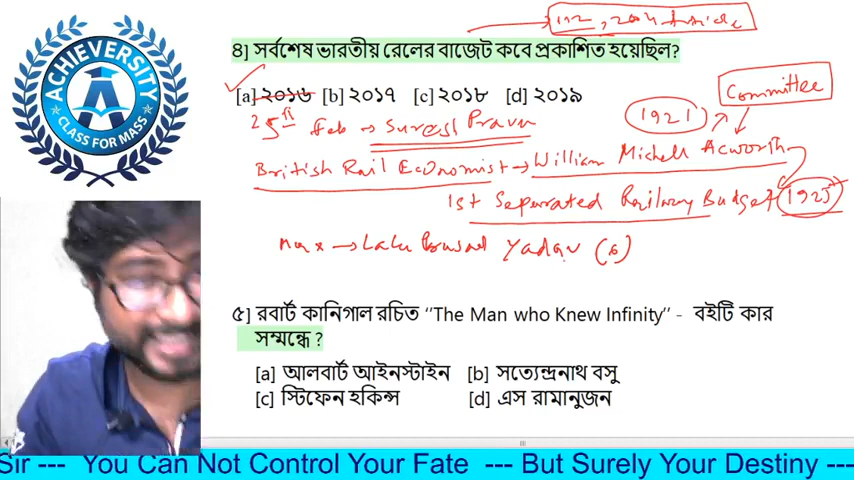 ACHIEVERSITY
CLASS FOR MASS
112, 204 Article
৪] সর্বশেষ ভারতীয় রেলের বাজেট কবে প্রকাশিত হয়েছিল?
[a] ২০১৬ [b] ২০১৭ [c] ২০১৮ [d] ২০১৯
Committee
1921
25th Feb → Suresh Pravu
British Rail Economist → William Michell Acworth
1st Seperated Railway Budget 1925
Max → Lalu Prasad Yadav (6)
৫] রবার্ট কানিগাল রচিত ‘‘The Man who Knew Infinity’’ - বইটি কার
সম্মন্ধে ?
[a] আলবার্ট আইনস্টাইন [b] সত্যেন্দ্রনাথ বসু
[c] স্টিফেন হকিন্স [d] এস রামানুজন
Sir --- You Can Not Control Your Fate --- But Surely Your Destiny ---